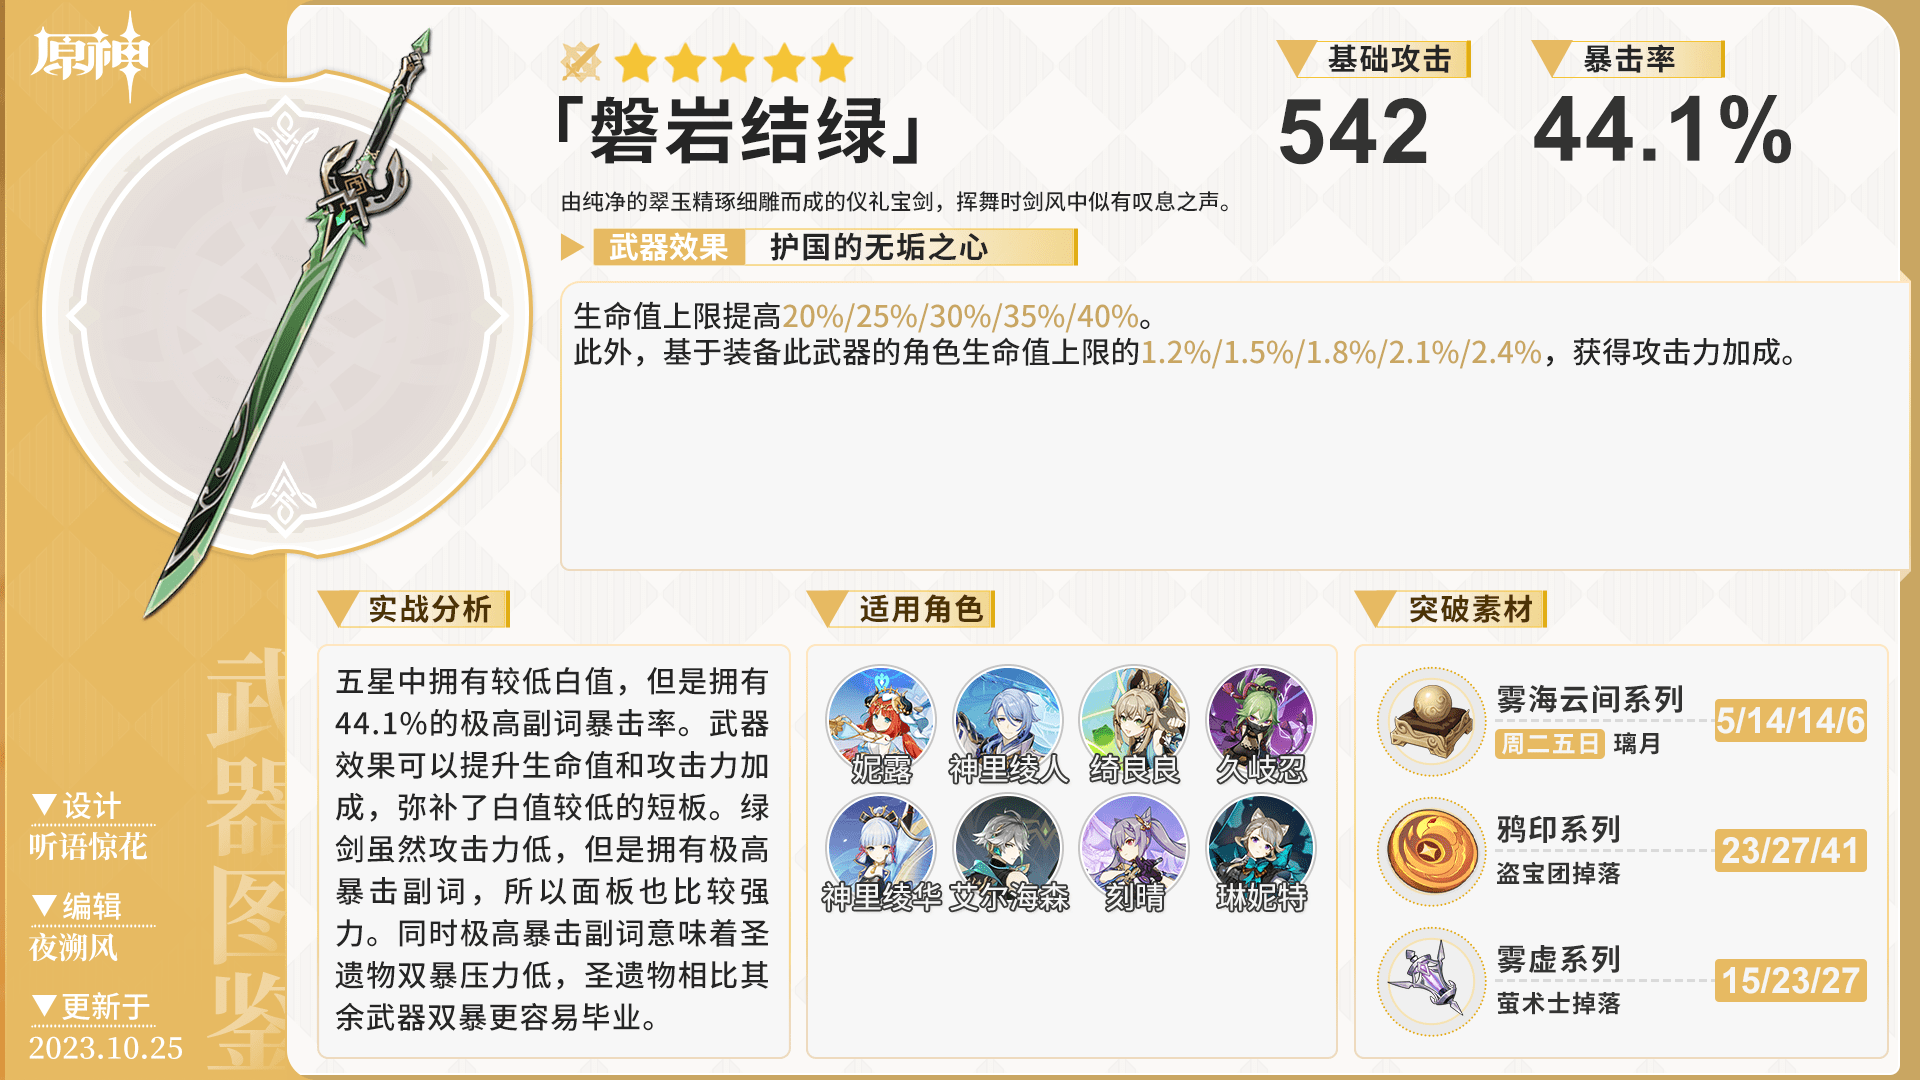 原神
「磐岩结绿」
基础攻击
542
暴击率
44.1%
由纯净的翠玉精琢细雕而成的仪礼宝剑，挥舞时剑风中似有叹息之声。
武器效果
护国的无垢之心
生命值上限提高20%/25%/30%/35%/40%。
此外，基于装备此武器的角色生命值上限的1.2%/1.5%/1.8%/2.1%/2.4%，获得攻击力加成。
实战分析
五星中拥有较低白值，但是拥有
44.1%的极高副词暴击率。武器
效果可以提升生命值和攻击力加
成，弥补了白值较低的短板。绿
剑虽然攻击力低，但是拥有极高
暴击副词，所以面板也比较强
力。同时极高暴击副词意味着圣
遗物双暴压力低，圣遗物相比其
余武器双暴更容易毕业。
适用角色
妮露
神里绫人
绮良良
久岐忍
神里绫华
艾尔海森
刻晴
琳妮特
突破素材
雾海云间系列
周二五日 璃月
5/14/14/6
鸦印系列
盗宝团掉落
23/27/41
雾虚系列
萤术士掉落
15/23/27
武器图鉴
▼设计
听语惊花
▼编辑
夜溯风
▼更新于
2023.10.25